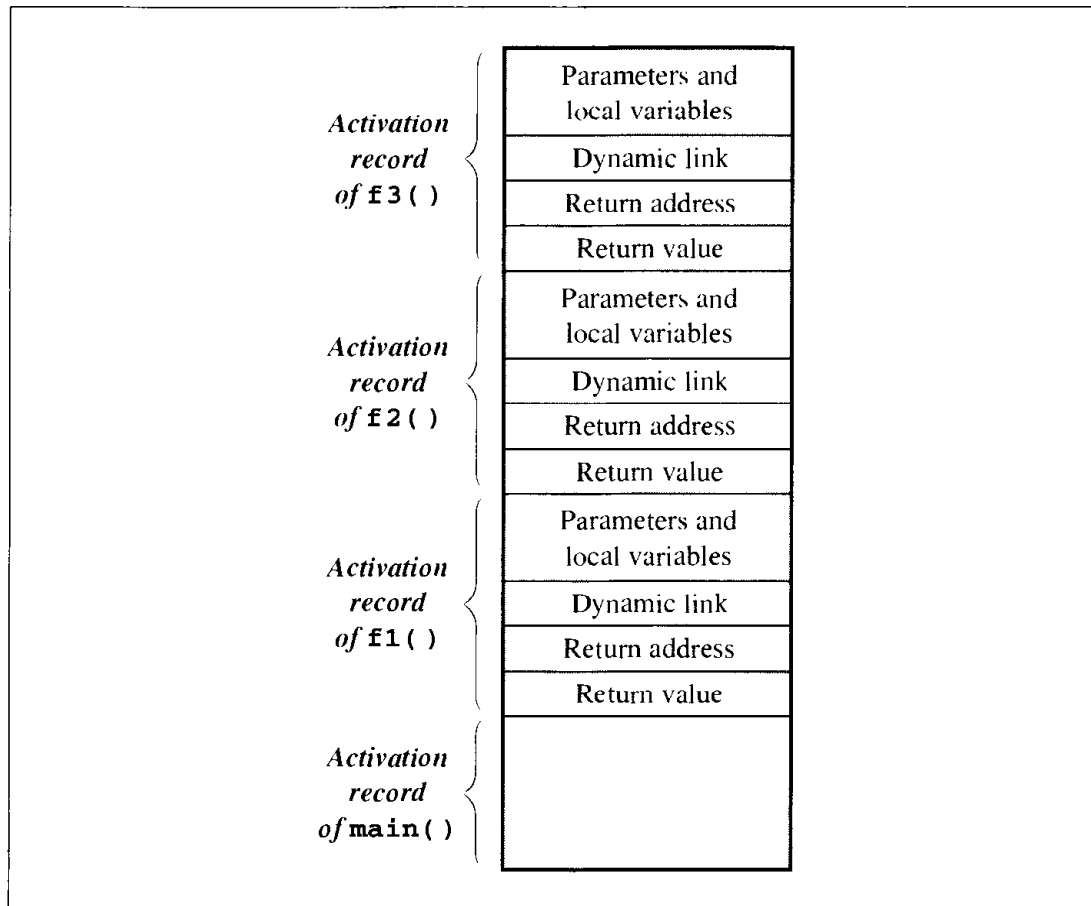 Activation
record
of f3()
Parameters and
local variables
Dynamic link
Return address
Return value
Activation
record
of f2()
Parameters and
local variables
Dynamic link
Return address
Return value
Activation
record
of f1()
Parameters and
local variables
Dynamic link
Return address
Return value
Activation
record
of main()